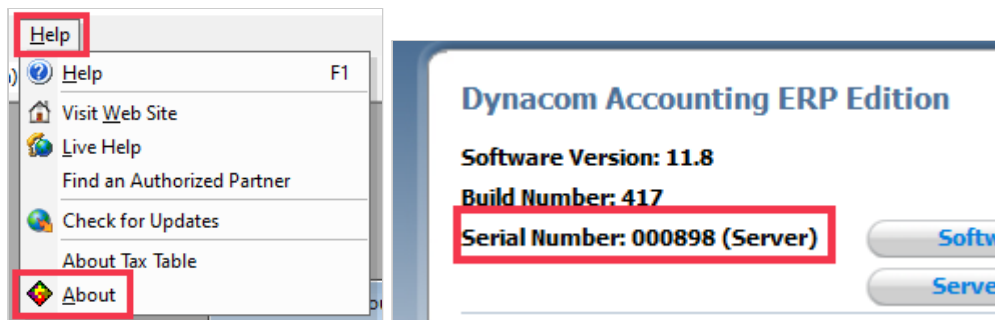 Help
Help F1
Visit Web Site
Live Help
Find an Authorized Partner
Check for Updates
About Tax Table
About
Dynacom Accounting ERP Edition
Software Version: 11.8
Build Number: 417
Serial Number: 000898 (Server)